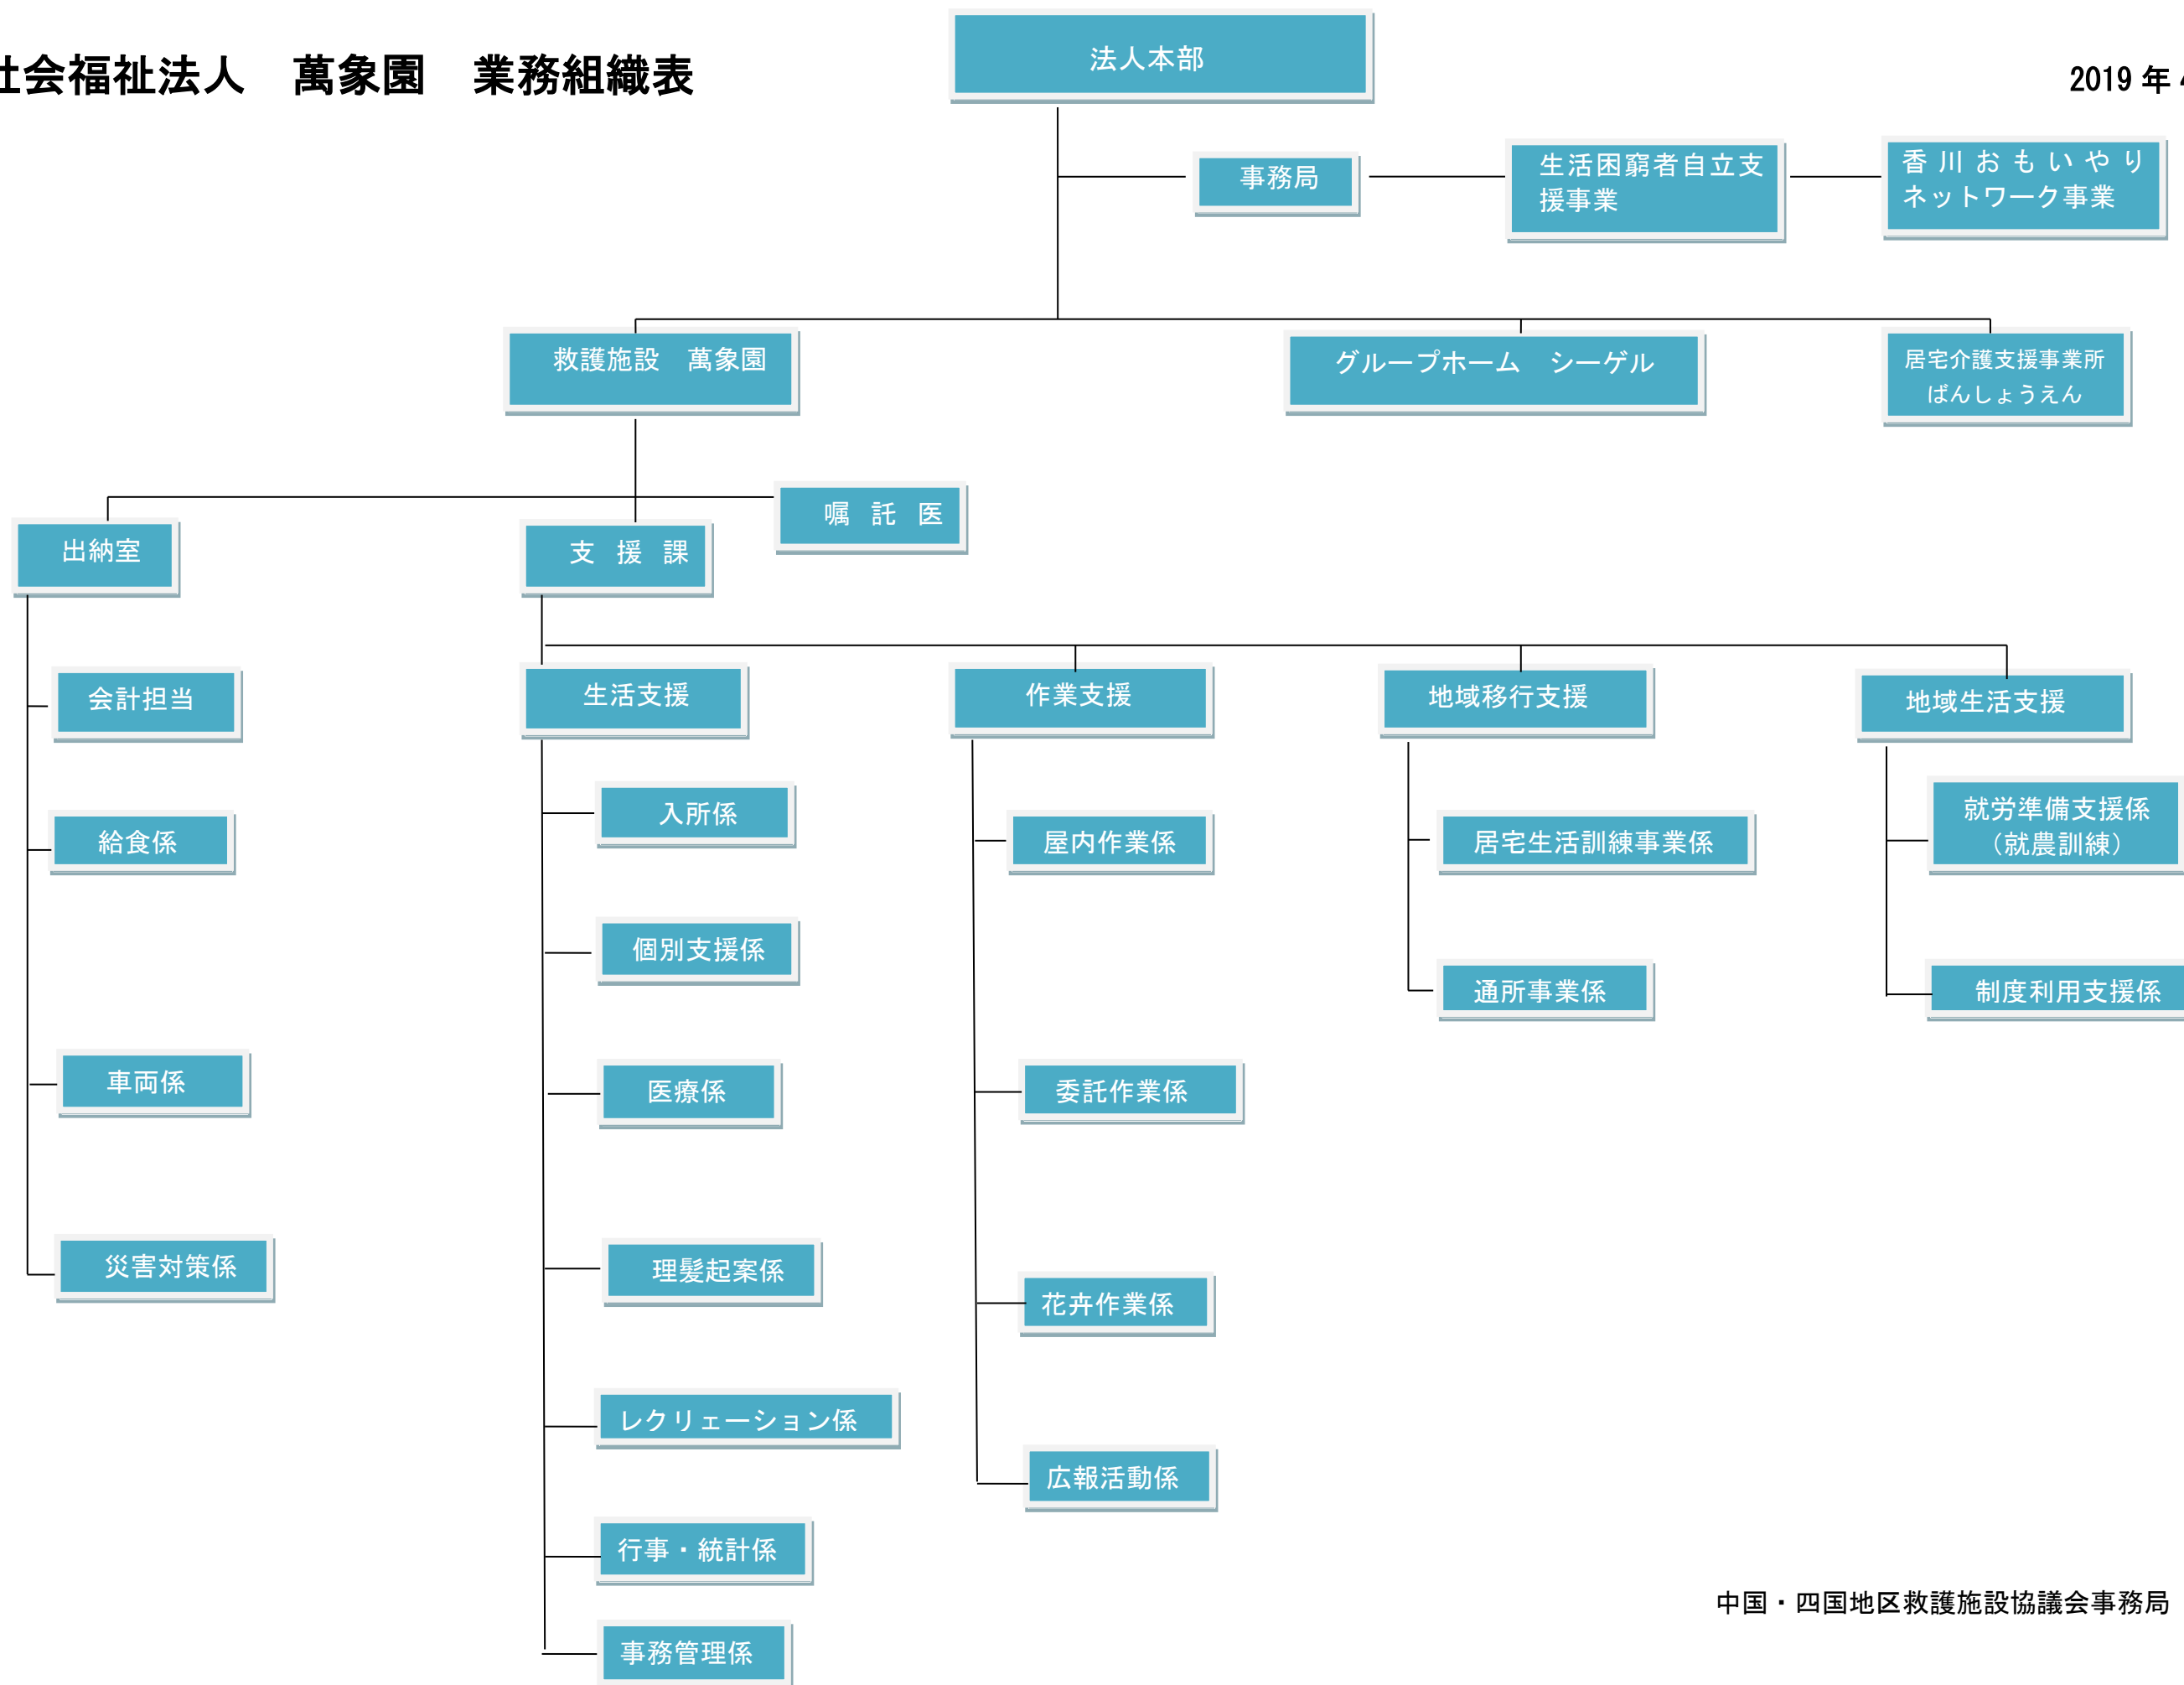 社会福祉法人　萬象園　業務組織表
法人本部
2019 年 4
事務局
生活困窮者自立支
援事業
香川おもいやり
ネットワーク事業
救護施設　萬象園
グループホーム　シーゲル
居宅介護支援事業所
ばんしょうえん
嘱 託 医
出納室
支 援 課
会計担当
生活支援
作業支援
地域移行支援
地域生活支援
給食係
入所係
屋内作業係
居宅生活訓練事業係
就労準備支援係
（就農訓練）
個別支援係
通所事業係
制度利用支援係
車両係
医療係
委託作業係
災害対策係
理髪起案係
花卉作業係
レクリェーション係
広報活動係
行事・統計係
事務管理係
中国・四国地区救護施設協議会事務局